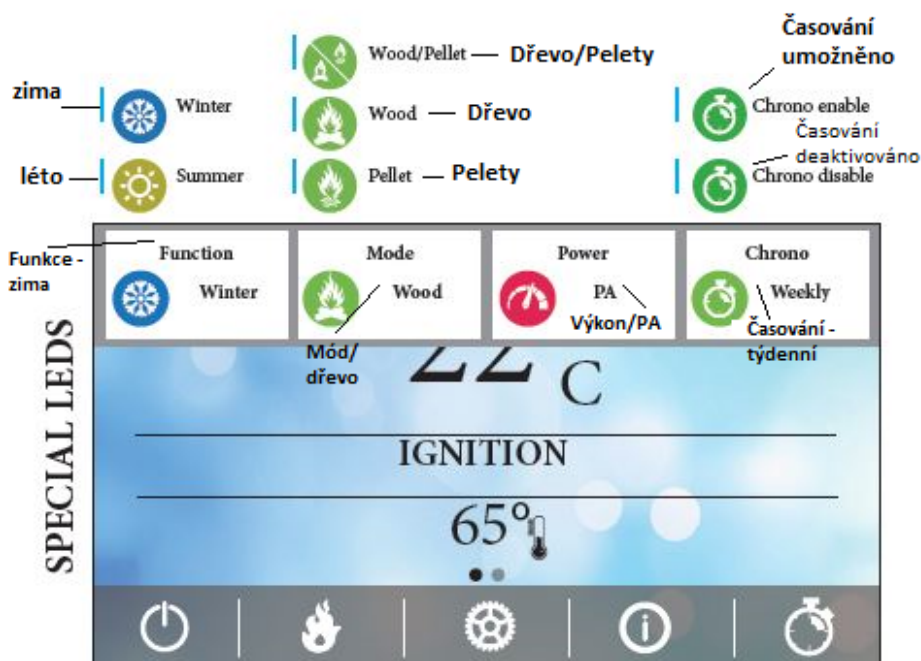 Časování
umožněno
Wood/Pellet
Dřevo/Pelety
zima
Winter
Wood
Dřevo
Chrono enable
Časování
deaktivováno
léto
Summer
Pellet
Pelety
Chrono disable
Funkce -
zima
Function
Winter
Mode
Wood
Power
PA
Chrono
Weekly
Mód/
dřevo
Výkon/PA
Časování -
týdenní
SPECIAL LEDS
22 C
IGNITION
65°